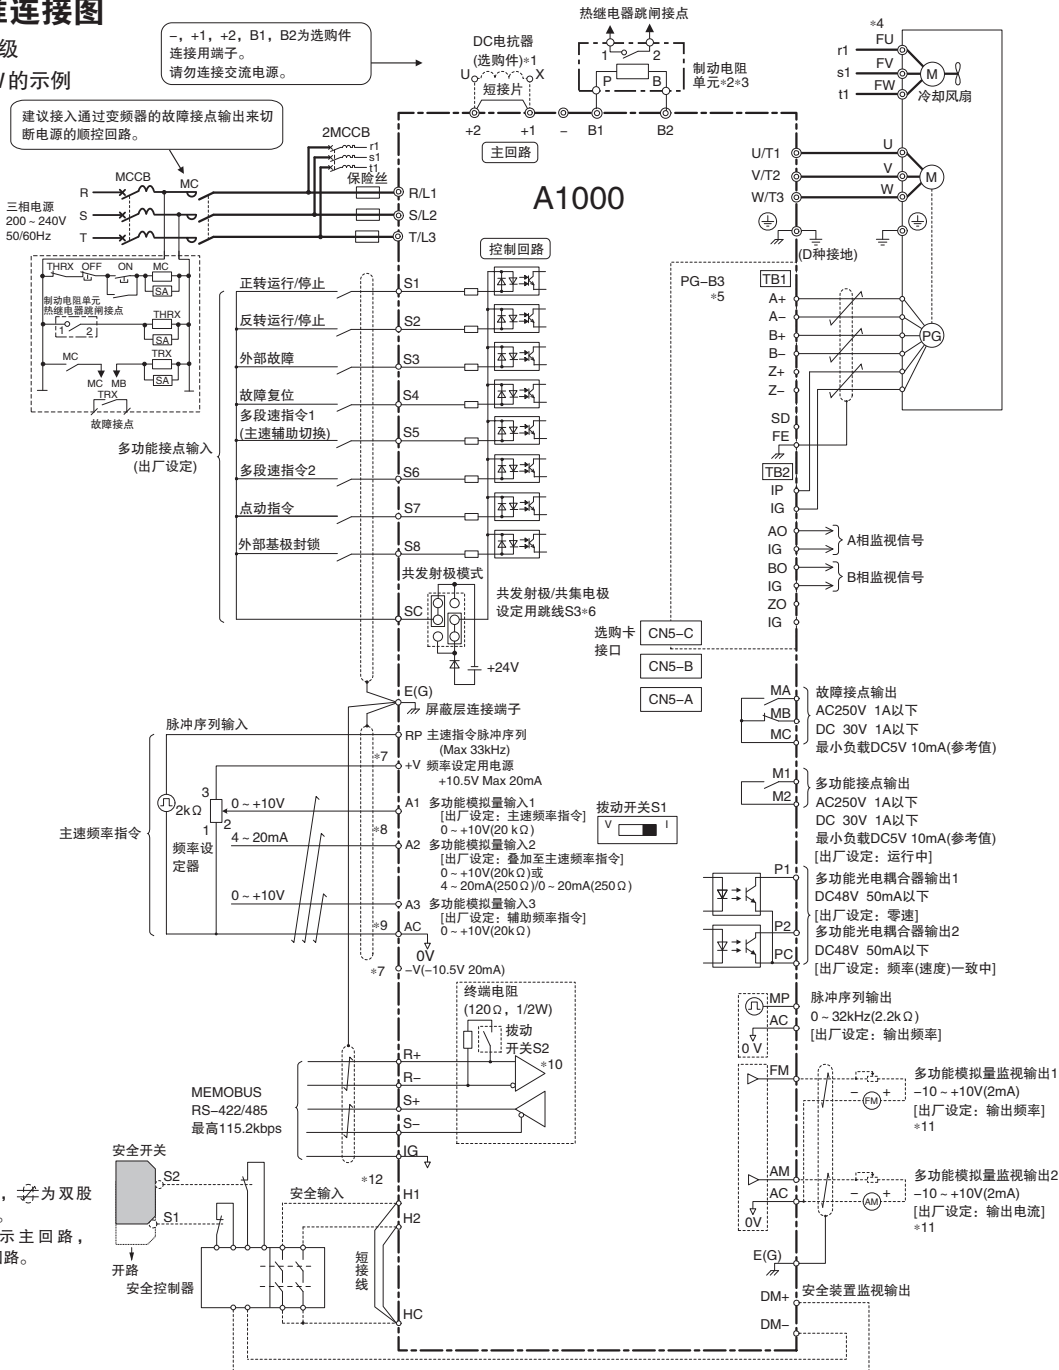 连接图
级
的示例
−, +1, +2, B1, B2为选购件
连接用端子。
请勿连接交流电源。
建议接入通过变频器的故障接点输出来切
断电源的顺控回路。
DC电抗器
(选购件)*1
U X
短接片
+2 +1 − B1 B2
主回路
热继电器跳闸接点
1 2
P B
制动电阻
单元*2*3
*4
r1 FU
s1 FV
t1 FW
M
冷却风扇
2MCCB
r1
s1
t1
保险丝
MCCB
MC
三相电源
200~240V
50/60Hz
R
S
T
R/L1
S/L2
T/L3
A1000
U/T1 U
V/T2 V
W/T3 W
M
(D种接地)
控制回路
THRX OFF ON MC
SA
制动电阻单元
热继电器跳闸接点
1 2
THRX
SA
MC
TRX
SA
MC MB
TRX
故障接点
多功能接点输入
(出厂设定)
正转运行/停止 S1
反转运行/停止 S2
外部故障 S3
故障复位 S4
多段速指令1
(主速辅助切换) S5
多段速指令2 S6
点动指令 S7
外部基极封锁 S8
共发射极模式
SC
共发射极/共集电极
设定用跳线S3*6
+24V
E(G)
屏蔽层连接端子
PG−B3
*5
TB1
A+
A−
B+
B−
Z+
Z−
SD
FE
PG
TB2
IP
IG
AO
IG
A相监视信号
BO
IG
B相监视信号
ZO
IG
选购卡
接口
CN5−C
CN5−B
CN5−A
MA
MB
MC
故障接点输出
AC250V 1A以下
DC 30V 1A以下
最小负载DC5V 10mA(参考值)
M1
M2
多功能接点输出
AC250V 1A以下
DC 30V 1A以下
最小负载DC5V 10mA(参考值)
[出厂设定：运行中]
P1
多功能光电耦合器输出1
DC48V 50mA以下
[出厂设定：零速]
P2
多功能光电耦合器输出2
PC
DC48V 50mA以下
[出厂设定：频率(速度)一致中]
主速频率指令
脉冲序列输入
RP 主速指令脉冲序列
(Max 33kHz)
*7
+V 频率设定用电源
+10.5V Max 20mA
3
2kΩ
1 2
频率设
定器
0~+10V
A1 多功能模拟量输入1
[出厂设定：主速频率指令]
0~+10V(20 kΩ)
*8
4~20mA
A2 多功能模拟量输入2
[出厂设定：叠加至主速频率指令]
0~+10V(20kΩ)或
4~20mA(250Ω)/0~20mA(250Ω)
0~+10V
A3 多功能模拟量输入3
[出厂设定：辅助频率指令]
0~+10V(20kΩ)
*9
AC
0V
*7
−V(−10.5V 20mA)
拨动开关S1
V I
MP 脉冲序列输出
0~32kHz(2.2kΩ)
[出厂设定：输出频率]
AC
0 V
终端电阻
(120Ω, 1/2W)
拨动
开关S2
*10
MEMOBUS
RS−422/485
最高115.2kbps
R+
R−
S+
S−
IG
FM
− +
FM
多功能模拟量监视输出1
−10~+10V(2mA)
[出厂设定：输出频率]
*11
AM
AC
− +
AM
0V
多功能模拟量监视输出2
−10~+10V(2mA)
[出厂设定：输出电流]
*11
E(G)
安全开关
S2
S1
开路
安全控制器
*12
安全输入
H1
H2
短
接
线
HC
DM+
DM−
安全装置监视输出
， 为双股
。
示主回路，
路。